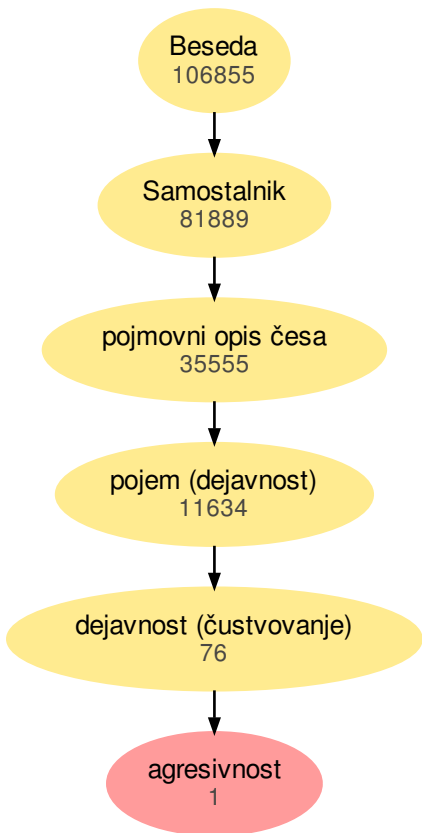 Beseda
106855
Samostalnik
81889
pojmovni opis česa
35555
pojem (dejavnost)
11634
dejavnost (čustvovanje)
76
agresivnost
1